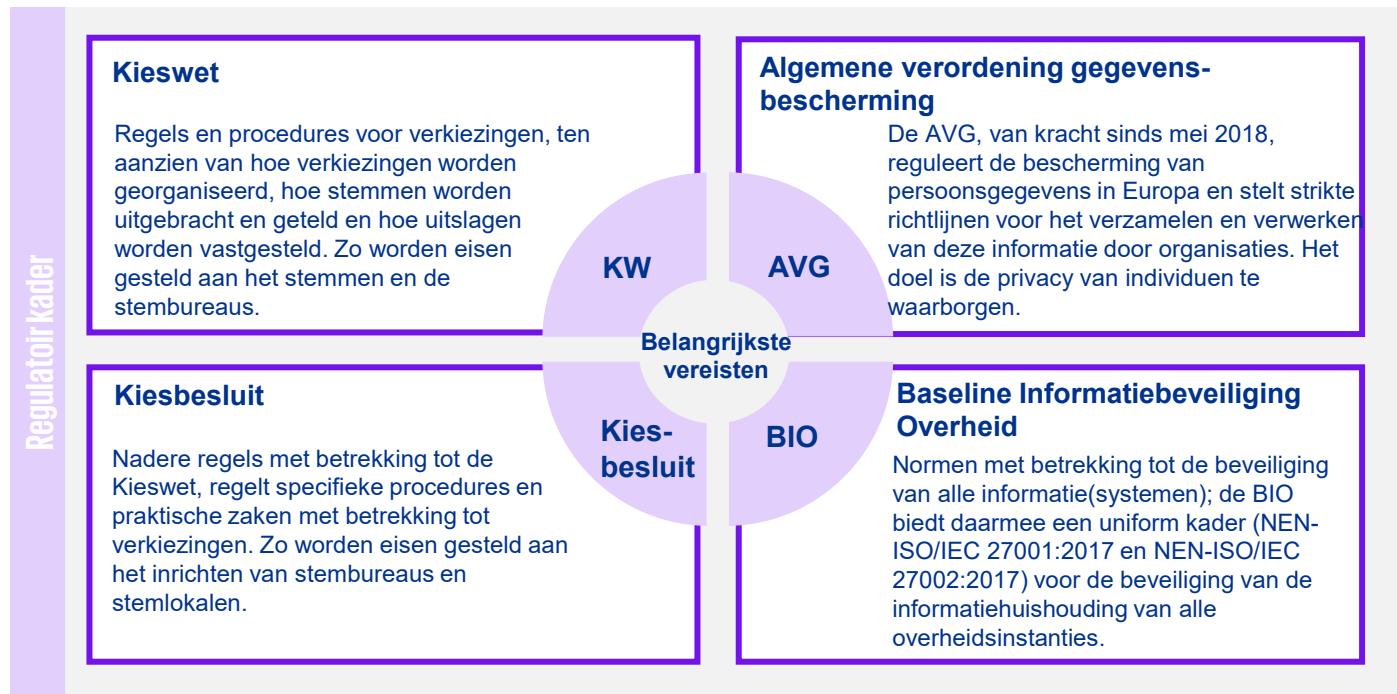 Regulatoir kader
Kieswet
Regels en procedures voor verkiezingen, ten
aanzien van hoe verkiezingen worden
georganiseerd, hoe stemmen worden
uitgebracht en geteld en hoe uitslagen
worden vastgesteld. Zo worden eisen
gesteld aan het stemmen en de
stembureaus.
Algemene verordening gegevens-
bescherming
De AVG, van kracht sinds mei 2018,
reguleert de bescherming van
persoonsgegevens in Europa en stelt strikte
richtlijnen voor het verzamelen en verwerken
van deze informatie door organisaties. Het
doel is de privacy van individuen te
waarborgen.
KW
AVG
Belangrijkste
vereisten
Kies-
besluit
BIO
Kiesbesluit
Nadere regels met betrekking tot de
Kieswet, regelt specifieke procedures en
praktische zaken met betrekking tot
verkiezingen. Zo worden eisen gesteld aan
het inrichten van stembureaus en
stemlokalen.
Baseline Informatiebeveiliging
Overheid
Normen met betrekking tot de beveiliging
van alle informatie(systemen); de BIO
biedt daarmee een uniform kader (NEN-
ISO/IEC 27001:2017 en NEN-ISO/IEC
27002:2017) voor de beveiliging van de
informatiehuishouding van alle
overheidsinstanties.